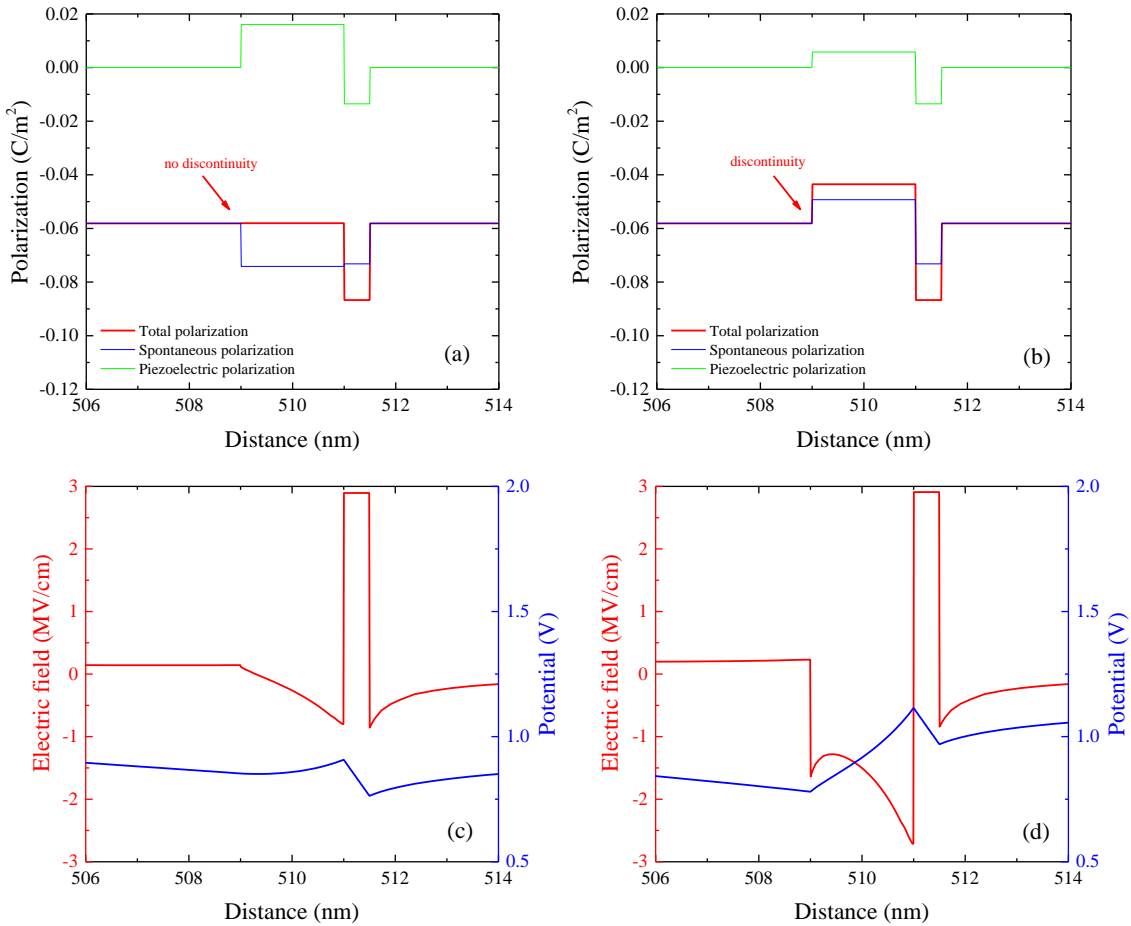 0.02
0.00
-0.02
-0.04
-0.06
-0.08
-0.10
-0.12
Polarization (C/m²)
no discontinuity
Total polarization
Spontaneous polarization
Piezoelectric polarization
(a)
506 508 510 512 514
Distance (nm)
0.02
0.00
-0.02
-0.04
-0.06
-0.08
-0.10
-0.12
Polarization (C/m²)
discontinuity
Total polarization
Spontaneous polarization
Piezoelectric polarization
(b)
506 508 510 512 514
Distance (nm)
3
2
1
0
-1
-2
-3
Electric field (MV/cm)
2.0
1.5
1.0
0.5
Potential (V)
(c)
506 508 510 512 514
Distance (nm)
3
2
1
0
-1
-2
-3
Electric field (MV/cm)
2.0
1.5
1.0
0.5
Potential (V)
(d)
506 508 510 512 514
Distance (nm)